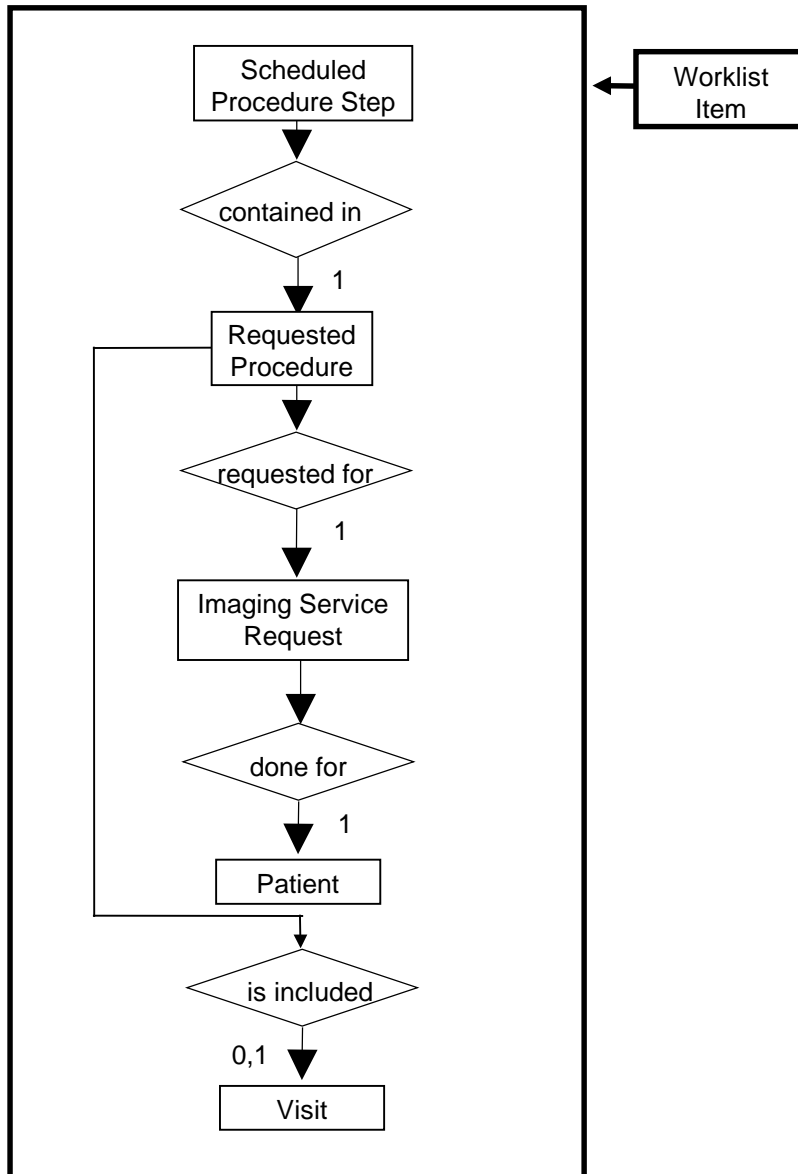 Scheduled
Procedure Step
Worklist
Item
contained in
1
Requested
Procedure
requested for
1
Imaging Service
Request
done for
1
Patient
is included
0,1
Visit